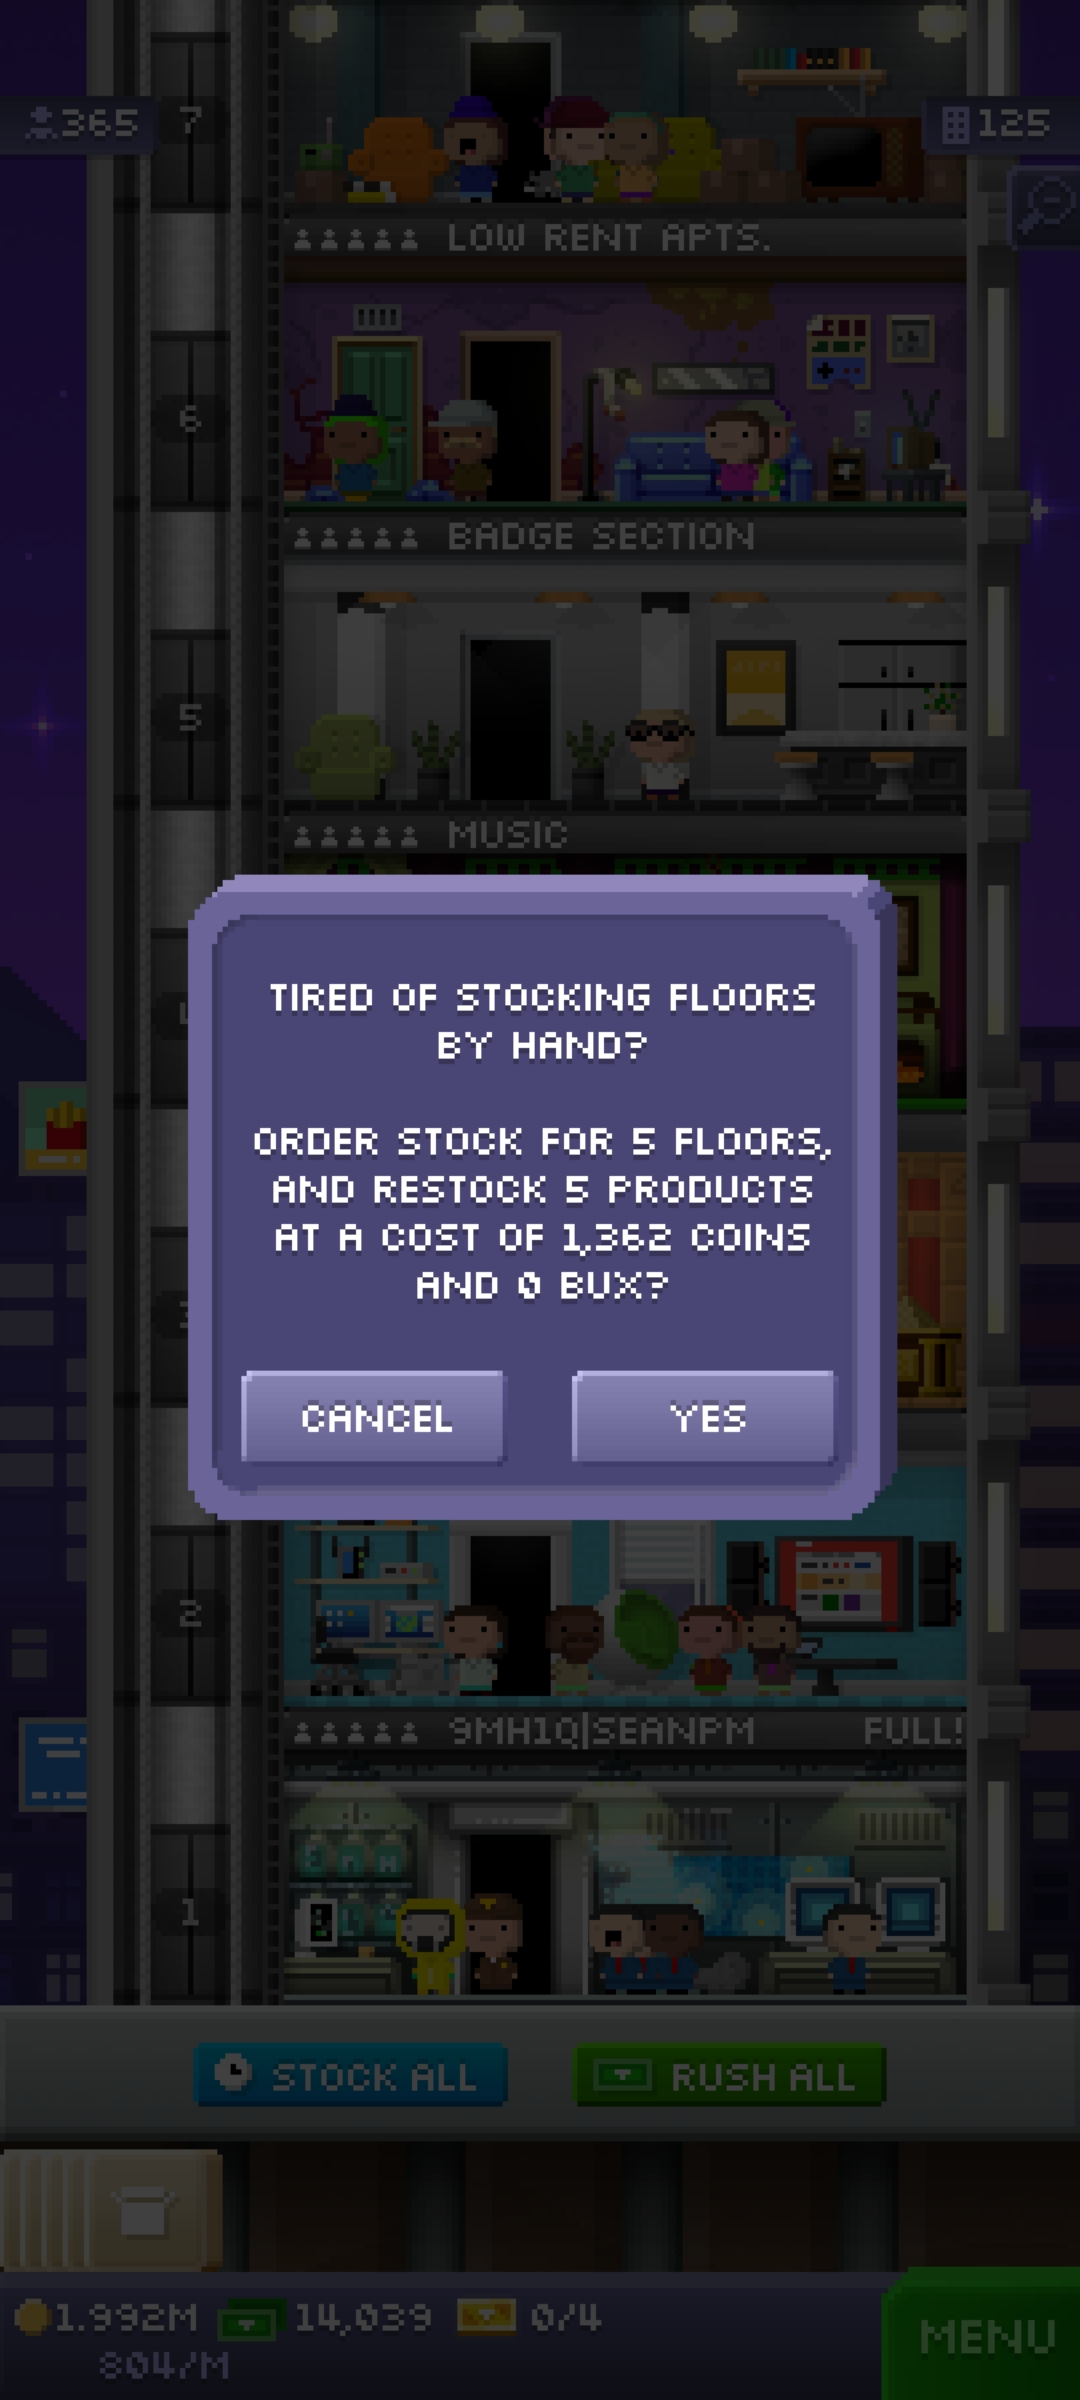 365
7
125
LOW RENT APTS.
6
BADGE SECTION
5
MUSIC
TIRED OF STOCKING FLOORS
BY HAND?
ORDER STOCK FOR 5 FLOORS,
AND RESTOCK 5 PRODUCTS
AT A COST OF 1,362 COINS
AND 0 BUX?
CANCEL
YES
2
9MH1Q|SEANPM
FULL!
1
STOCK ALL
RUSH ALL
1.992M
14,039
0/4
804/M
MENU